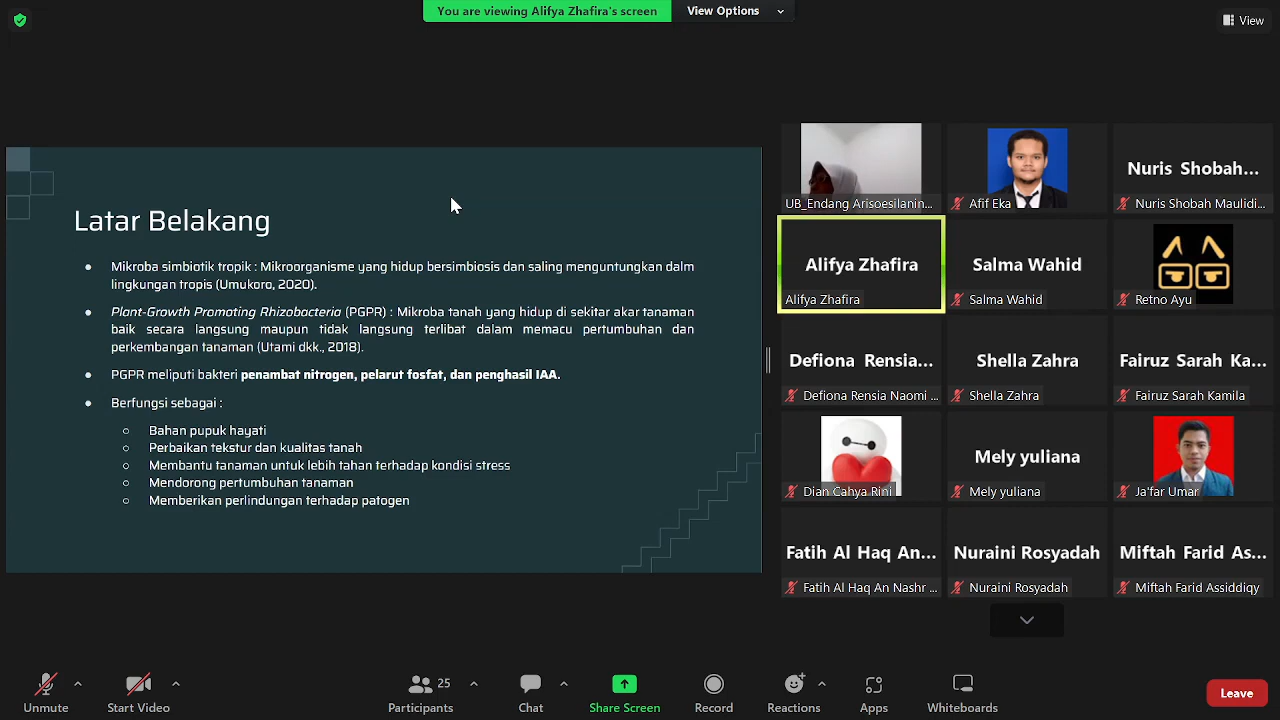 You are viewing Alifya Zhafira's screen
View Options
View
Latar Belakang
● Mikroba simbiotik tropik : Mikroorganisme yang hidup bersimbiosis dan saling menguntungkan dalm
lingkungan tropis (Umukoro, 2020).
● Plant-Growth Promoting Rhizobacteria (PGPR) : Mikroba tanah yang hidup di sekitar akar tanaman
baik secara langsung maupun tidak langsung terlibat dalam memacu pertumbuhan dan
perkembangan tanaman (Utami dkk., 2018).
● PGPR meliputi bakteri penambat nitrogen, pelarut fosfat, dan penghasil IAA.
● Berfungsi sebagai :
○ Bahan pupuk hayati
○ Perbaikan tekstur dan kualitas tanah
○ Membantu tanaman untuk lebih tahan terhadap kondisi stress
○ Mendorong pertumbuhan tanaman
○ Memberikan perlindungan terhadap patogen
UB_Endang Arisoesilanin...
Afif Eka
Nuris Shobah...
Nuris Shobah Maulidi...
Alifya Zhafira
Alifya Zhafira
Salma Wahid
Salma Wahid
Retno Ayu
Defiona Rensia...
Defiona Rensia Naomi ...
Shella Zahra
Shella Zahra
Fairuz Sarah Ka...
Fairuz Sarah Kamila
Dian Cahya Rini
Mely yuliana
Mely yuliana
Ja'far Umar
Fatih Al Haq An...
Fatih Al Haq An Nashr ...
Nuraini Rosyadah
Nuraini Rosyadah
Miftah Farid As...
Miftah Farid Assiddiqy
Unmute
Start Video
25
Participants
Chat
Share Screen
Record
Reactions
Apps
Whiteboards
Leave